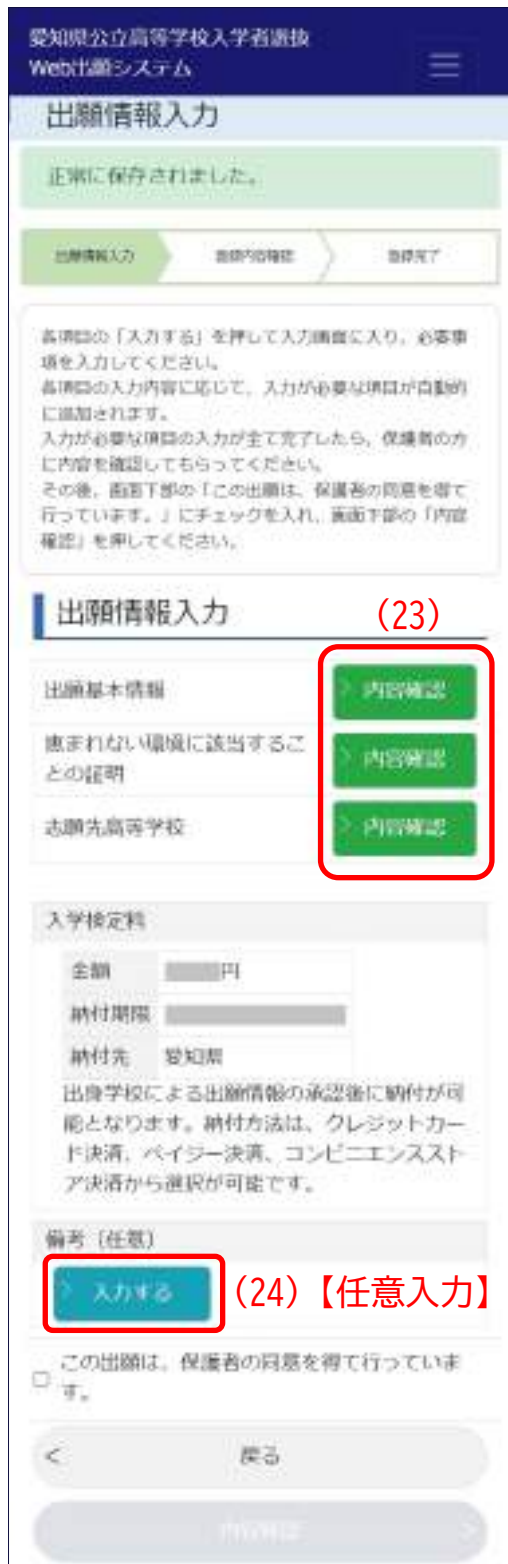 愛知県公立高等学校入学者選抜
Web出願システム
出願情報入力
正常に保存されました。
出願情報入力
登録内容確認
登録完了
各項目の「入力する」を押して入力画面に入り、必要事
項を入力してください。
各項目の入力内容に応じて、入力が必要な項目が自動的
に追加されます。
入力が必要な項目の入力が全て完了したら、保護者の方
に内容を確認してもらってください。
その後、画面下部の「この出願は、保護者の同意を得て
行っています。」にチェックを入れ、画面下部の「内容
確認」を押してください。
出願情報入力
(23)
出願基本情報
内容確認
恵まれない環境に該当するこ
との証明
内容確認
志願先高等学校
内容確認
入学検定料
金額
円
納付期限
納付先
愛知県
出身学校による出願情報の承認後に納付が可
能となります。納付方法は、クレジットカー
ド決済、ペイジー決済、コンビニエンススト
ア決済から選択が可能です。
備考（任意）
入力する
(24)【任意入力】
この出願は、保護者の同意を得て行っていま
す。
戻る
内容確認